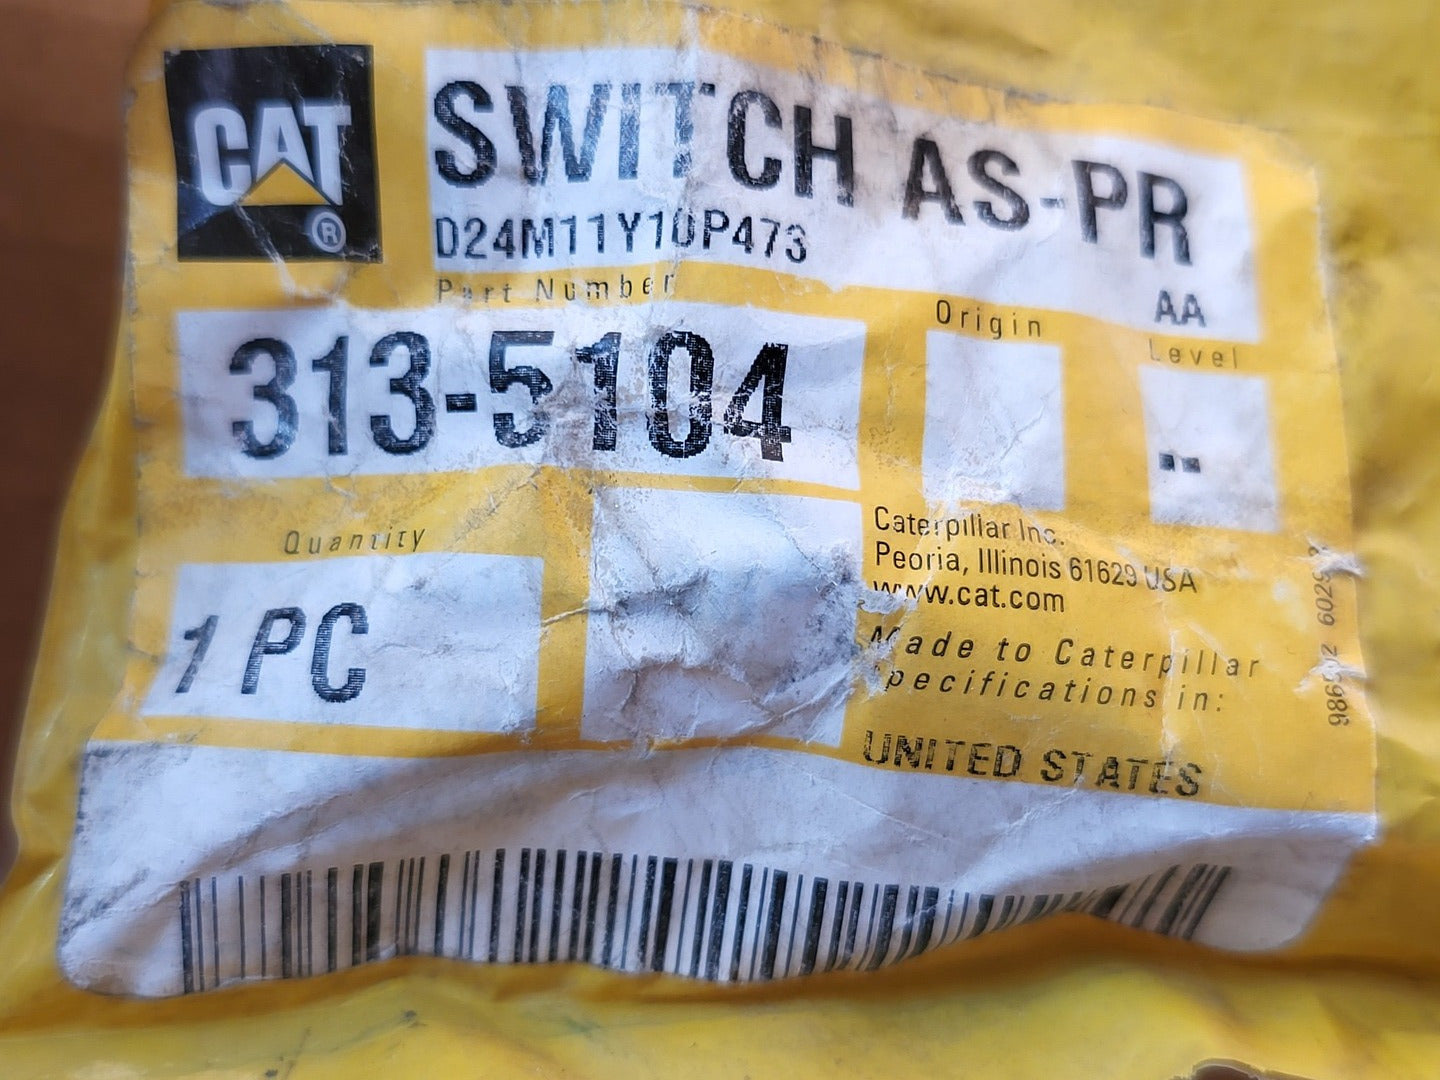 CAT
®
SWITCH AS-PR
D24M11Y10P473
AA
Part Number
Origin
Level
313-5104
--
Quantity
1 PC
Caterpillar Inc.
Peoria, Illinois 61629 USA
www.cat.com
Made to Caterpillar
Specifications in:
UNITED STATES